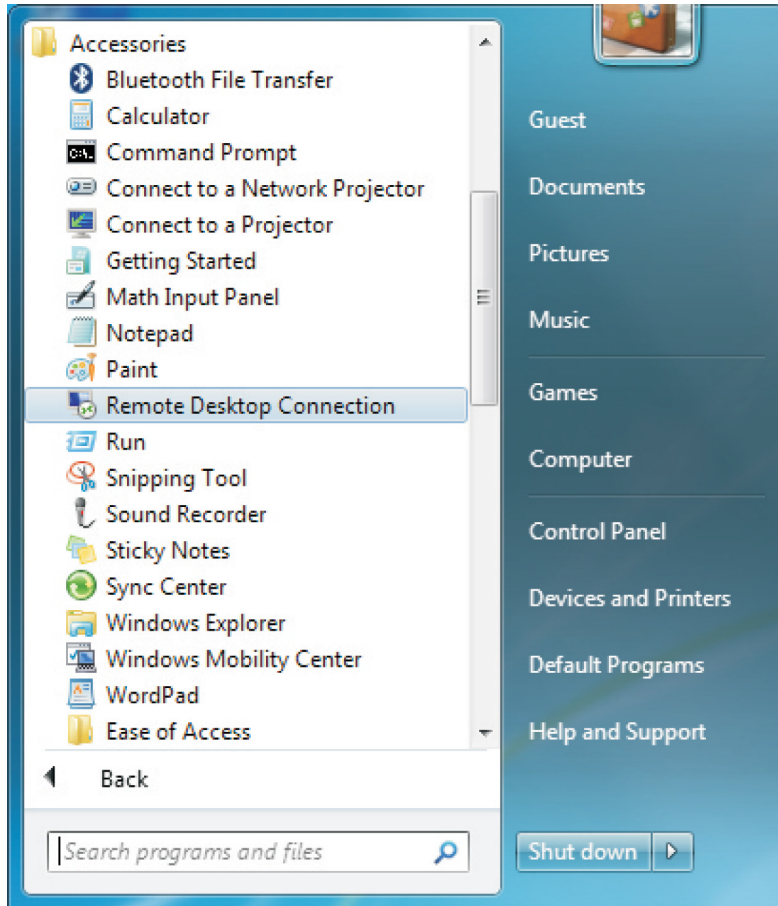 Accessories
Bluetooth File Transfer
Calculator
C:\.
Command Prompt
Connect to a Network Projector
Connect to a Projector
Getting Started
Math Input Panel
Notepad
Paint
Remote Desktop Connection
Run
Snipping Tool
Sound Recorder
Sticky Notes
Sync Center
Windows Explorer
Windows Mobility Center
WordPad
Ease of Access
Back
Search programs and files
Guest
Documents
Pictures
Music
Games
Computer
Control Panel
Devices and Printers
Default Programs
Help and Support
Shut down